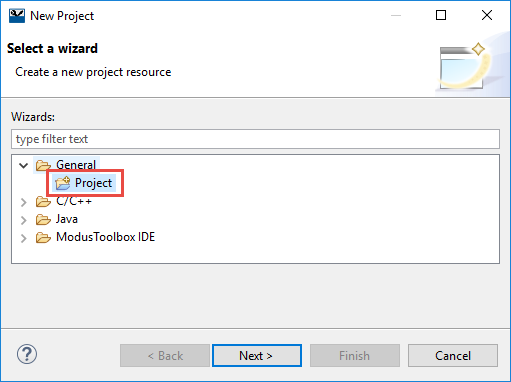 New Project
Select a wizard
Create a new project resource
Wizards:
type filter text
General
Project
C/C++
Java
ModusToolbox IDE
?
< Back
Next >
Finish
Cancel